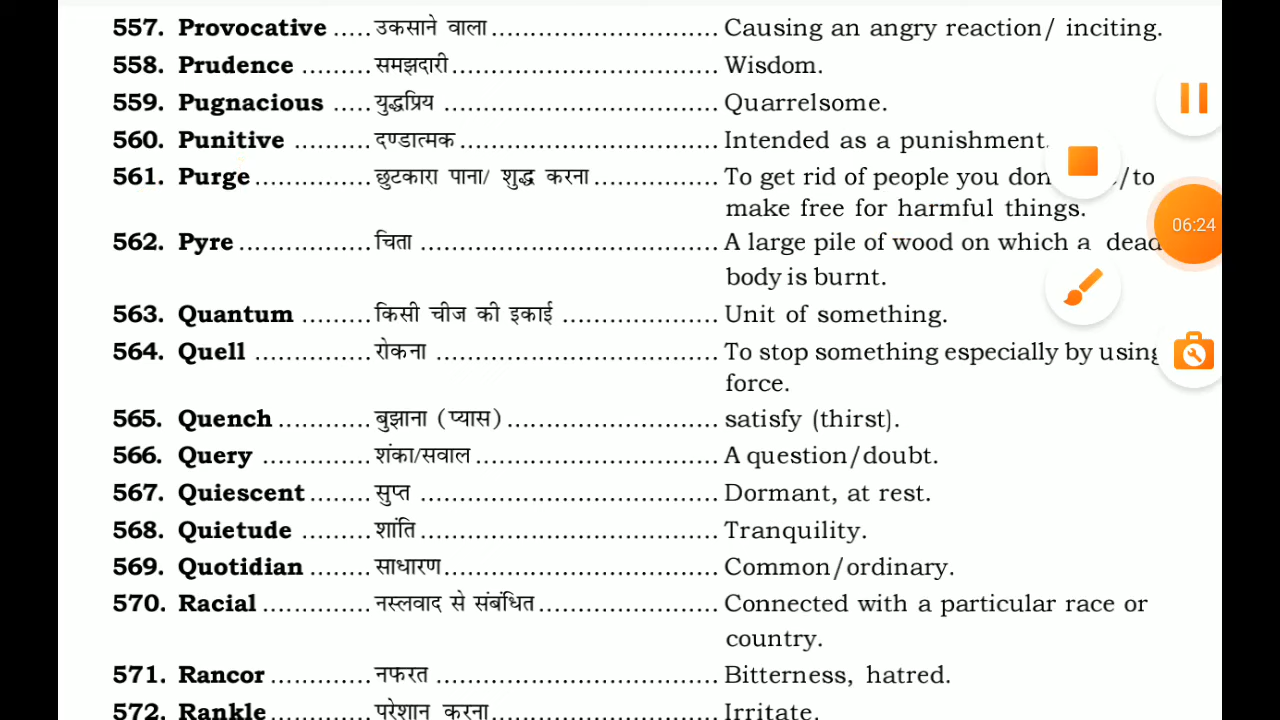 557. Provocative ..... उकसाने वाला ............................. Causing an angry reaction/ inciting.
558. Prudence ......... समझदारी .................................. Wisdom.
559. Pugnacious ..... युद्धप्रिय ................................... Quarrelsome.
560. Punitive .......... दण्डात्मक ................................. Intended as a punishment.
561. Purge ............... छुटकारा पाना/ शुद्ध करना ................ To get rid of people you /to
make free for harmful things.
562. Pyre ................. चिता ...................................... A large pile of wood on which a dead
body is burnt.
563. Quantum ......... किसी चीज की इकाई .................... Unit of something.
564. Quell ............... रोकना .................................... To stop something especially by using
force.
565. Quench ............ बुझाना (प्यास) ........................... satisfy (thirst).
566. Query .............. शंका/सवाल ............................... A question/doubt.
567. Quiescent ........ सुप्त ...................................... Dormant, at rest.
568. Quietude ......... शांति ....................................... Tranquility.
569. Quotidian ........ साधारण ................................... Common/ordinary.
570. Racial .............. नस्लवाद से संबंधित ....................... Connected with a particular race or
country.
571. Rancor ............. नफरत .................................... Bitterness, hatred.
572. Rankle ............. परेशान करना ............................. Irritate.
06:24